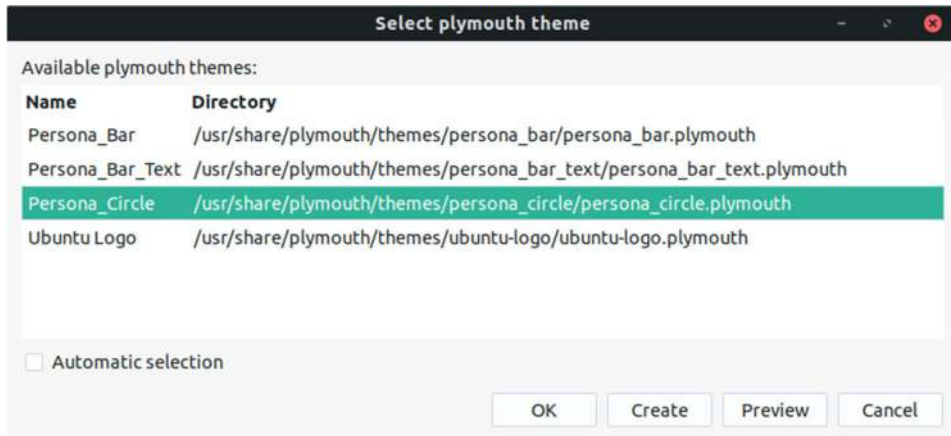 Select plymouth theme
Available plymouth themes:
Name Directory
Persona_Bar /usr/share/plymouth/themes/persona_bar/persona_bar.plymouth
Persona_Bar_Text /usr/share/plymouth/themes/persona_bar_text/persona_bar_text.plymouth
Persona_Circle /usr/share/plymouth/themes/persona_circle/persona_circle.plymouth
Ubuntu Logo /usr/share/plymouth/themes/ubuntu-logo/ubuntu-logo.plymouth
Automatic selection
OK Create Preview Cancel